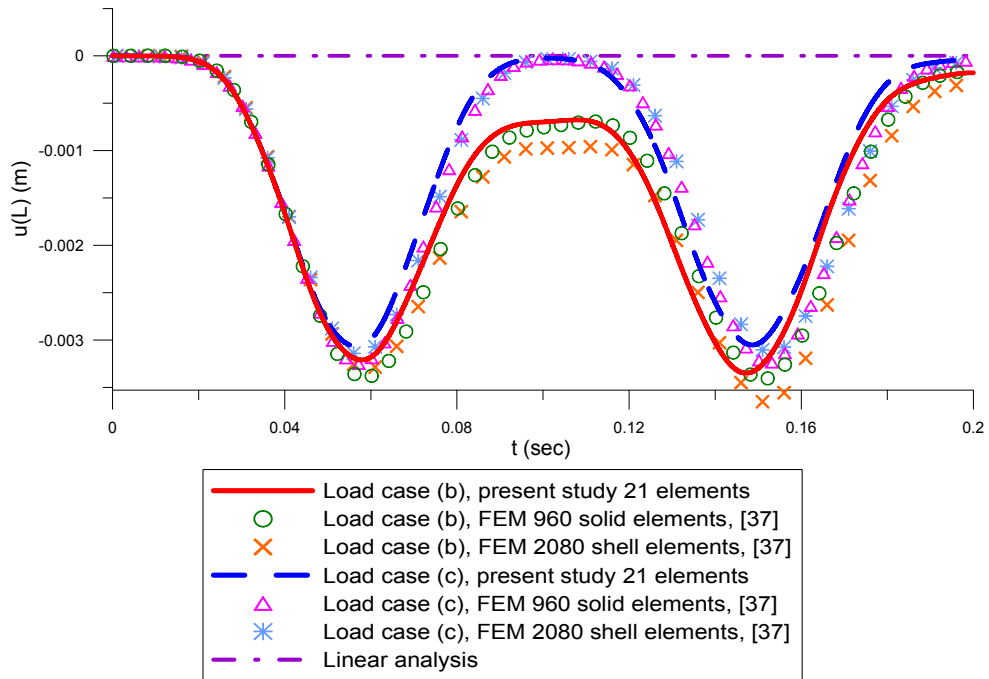 0
-0.001
-0.002
-0.003
u(L) (m)
0
0.04
0.08
0.12
0.16
0.2
t (sec)
Load case (b), present study 21 elements
Load case (b), FEM 960 solid elements, [37]
Load case (b), FEM 2080 shell elements, [37]
Load case (c), present study 21 elements
Load case (c), FEM 960 solid elements, [37]
Load case (c), FEM 2080 shell elements, [37]
Linear analysis